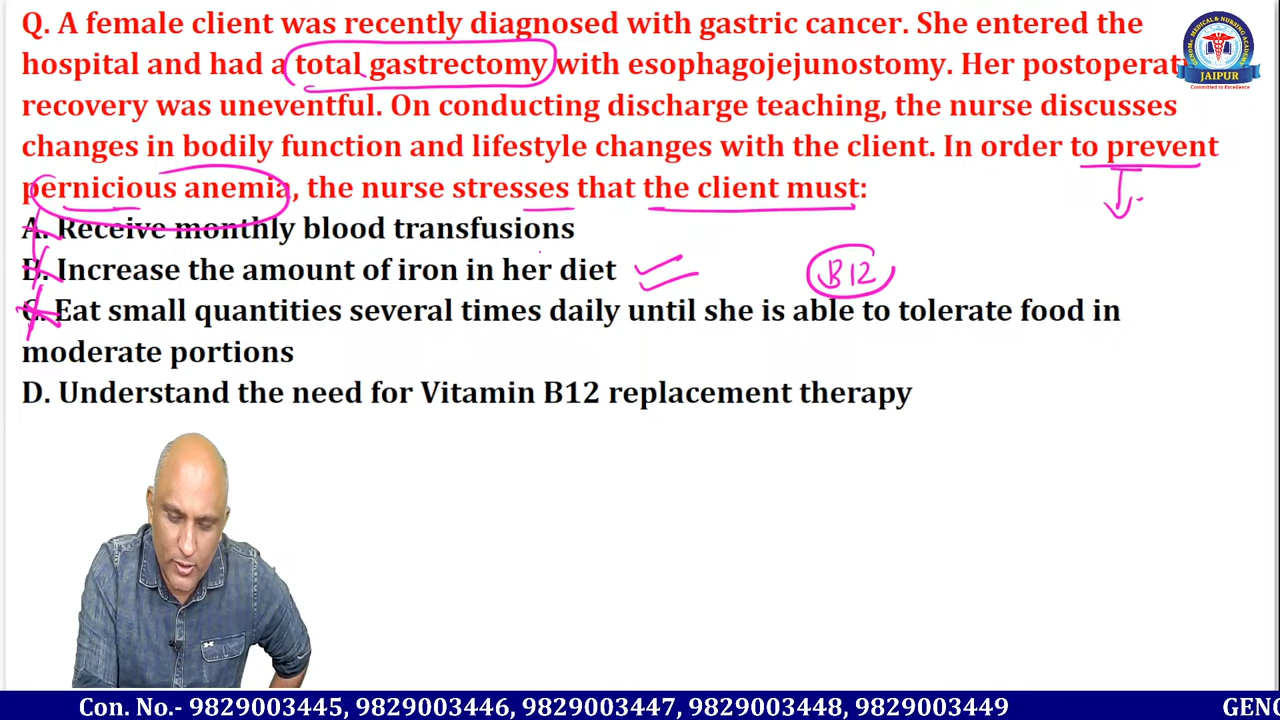 Q. A female client was recently diagnosed with gastric cancer. She entered the
hospital and had a total gastrectomy with esophagojejunostomy. Her postoperat
recovery was uneventful. On conducting discharge teaching, the nurse discusses
changes in bodily function and lifestyle changes with the client. In order to prevent
pernicious anemia, the nurse stresses that the client must:
A. Receive monthly blood transfusions
B. Increase the amount of iron in her diet
B12
C. Eat small quantities several times daily until she is able to tolerate food in
moderate portions
D. Understand the need for Vitamin B12 replacement therapy
JAIPUR
Committed to Excellence
Con. No.- 9829003445, 9829003446, 9829003447, 9829003448, 9829003449
GENC